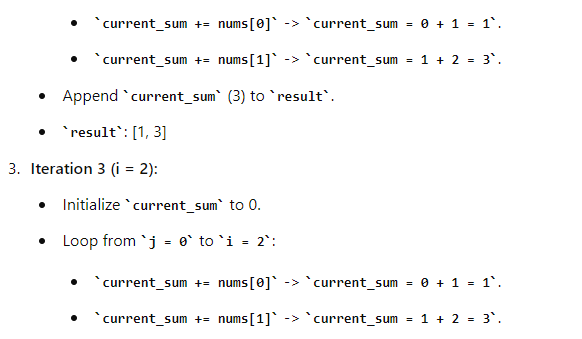 • `current_sum += nums[0]` -> `current_sum = 0 + 1 = 1`.
• `current_sum += nums[1]` -> `current_sum = 1 + 2 = 3`.
• Append `current_sum` (3) to `result`.
• `result`: [1, 3]
3. Iteration 3 (i = 2):
• Initialize `current_sum` to 0.
• Loop from `j = 0` to `i = 2`:
• `current_sum += nums[0]` -> `current_sum = 0 + 1 = 1`.
• `current_sum += nums[1]` -> `current_sum = 1 + 2 = 3`.